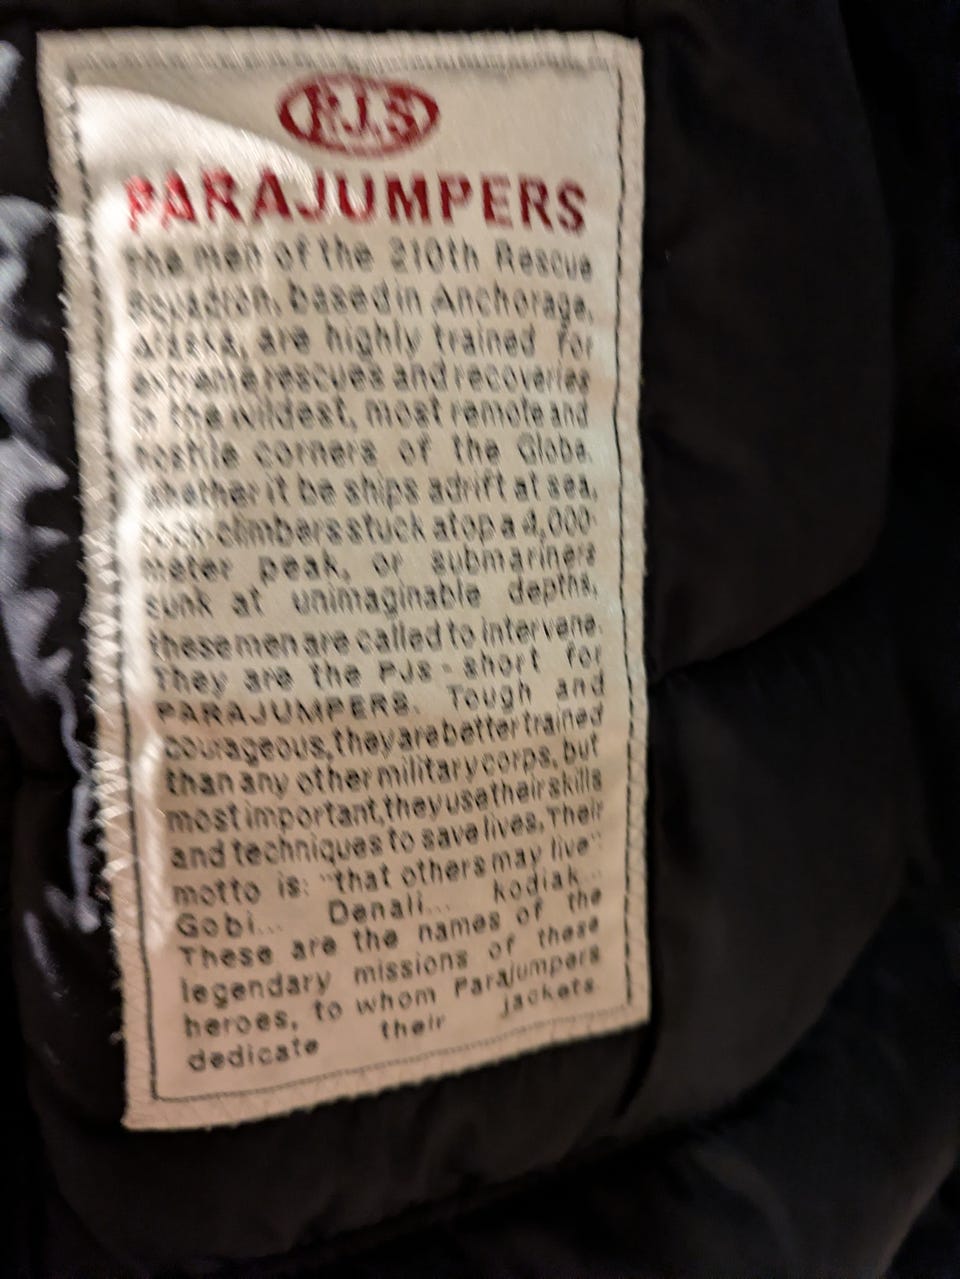 P.J.S
PARAJUMPERS
the men of the 210th Rescue
Squadron, based in Anchorage,
Alaska, are highly trained for
extreme rescues and recoveries
in the wildest, most remote and
hostile corners of the Globe.
Whether it be ships adrift at sea,
rock-climbers stuck atop a 4,000-
meter peak, or submariners
sunk at unimaginable depths,
these men are called to intervene.
They are the PJs - short for
PARAJUMPERS. Tough and
courageous, they are better trained
than any other military corps, but
most important, they use their skills
and techniques to save lives. Their
motto is: "that others may live".
Gobi... Denali... kodiak...
These are the names of the
legendary missions of these
heroes, to whom Parajumpers
dedicate their jackets